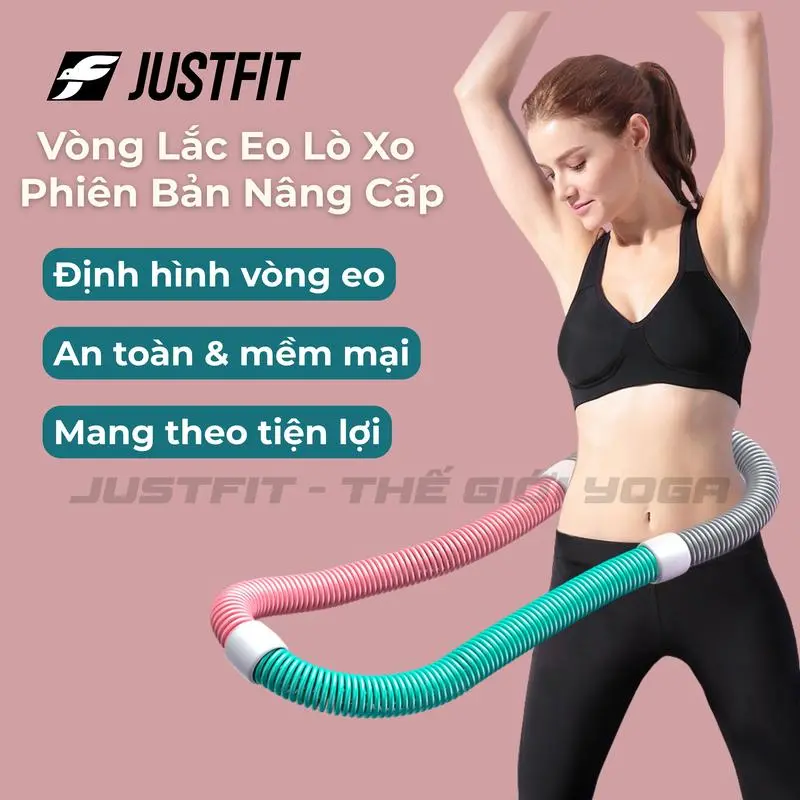 JUSTFIT
Vòng Lắc Eo Lò Xo
Phiên Bản Nâng Cấp
Định hình vòng eo
An toàn & mềm mại
Mang theo tiện lợi
JUSTFIT - THẾ GIỚI YOGA